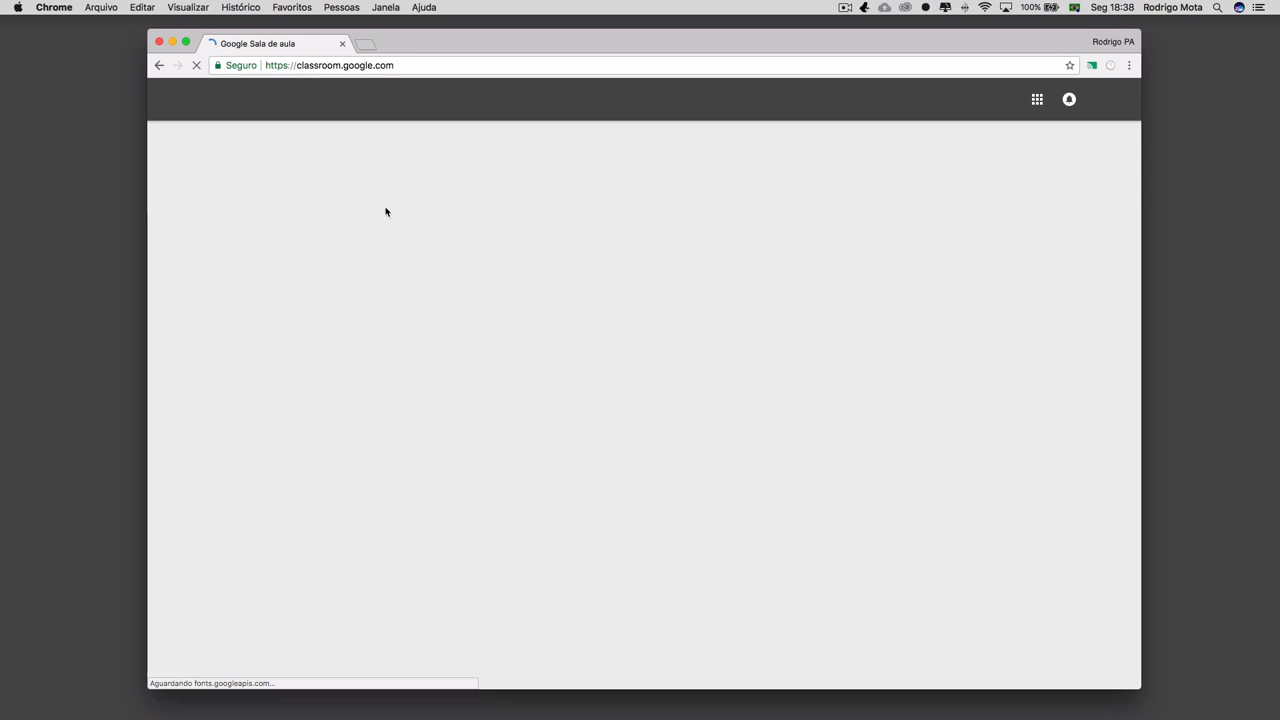 Chrome Arquivo Editar Visualizar Histórico Favoritos Pessoas Janela Ajuda 100% Seg 18:38 Rodrigo Mota
Google Sala de aula Rodrigo PA
Seguro https://classroom.google.com
Aguardando fonts.googleapis.com...